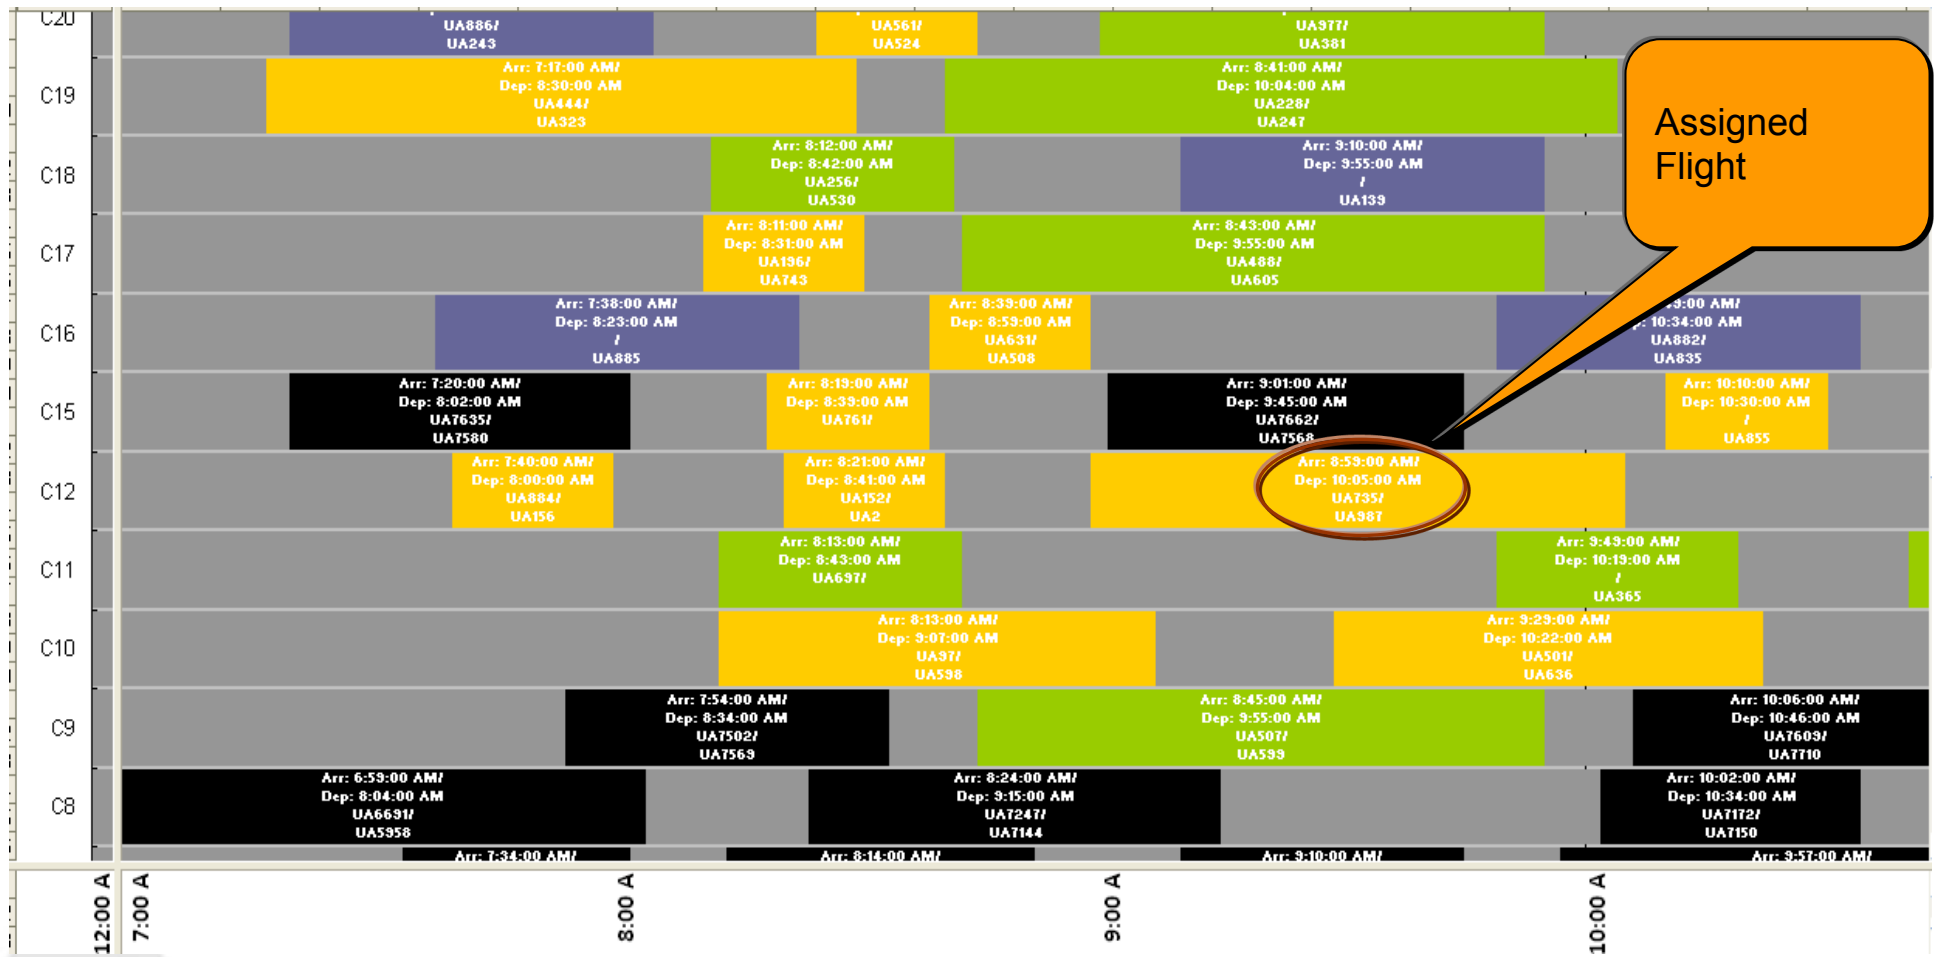 C20
UA886/
UA243
UA561/
UA524
UA977/
UA381
C19
Arr: 7:17:00 AM/
Dep: 8:30:00 AM
UA444/
UA323
Arr: 8:41:00 AM/
Dep: 10:04:00 AM
UA228/
UA247
Assigned
Flight
C18
Arr: 8:12:00 AM/
Dep: 8:42:00 AM
UA256/
UA530
Arr: 9:10:00 AM/
Dep: 9:55:00 AM
/
UA139
C17
Arr: 8:11:00 AM/
Dep: 8:31:00 AM
UA196/
UA743
Arr: 8:43:00 AM/
Dep: 9:55:00 AM
UA488/
UA605
C16
Arr: 7:38:00 AM/
Dep: 8:23:00 AM
/
UA885
Arr: 8:39:00 AM/
Dep: 8:59:00 AM
UA631/
UA508
AM/
10:34:00 AM
UA882/
UA835
C15
Arr: 7:20:00 AM/
Dep: 8:02:00 AM
UA7635/
UA7580
Arr: 8:19:00 AM/
Dep: 8:39:00 AM
UA761/
Arr: 9:01:00 AM/
Dep: 9:45:00 AM
UA7662/
UA7568
Arr: 10:10:00 AM/
Dep: 10:30:00 AM
/
UA855
C12
Arr: 7:40:00 AM/
Dep: 8:00:00 AM
UA884/
UA156
Arr: 8:21:00 AM/
Dep: 8:41:00 AM
UA152/
UA2
Arr: 8:59:00 AM/
Dep: 10:05:00 AM
UA735/
UA987
C11
Arr: 8:13:00 AM/
Dep: 8:43:00 AM
UA697/
Arr: 9:49:00 AM/
Dep: 10:19:00 AM
/
UA365
C10
Arr: 8:13:00 AM/
Dep: 9:07:00 AM
UA97/
UA598
Arr: 9:29:00 AM/
Dep: 10:22:00 AM
UA501/
UA636
C9
Arr: 7:54:00 AM/
Dep: 8:34:00 AM
UA7502/
UA7569
Arr: 8:45:00 AM/
Dep: 9:55:00 AM
UA507/
UA599
Arr: 10:06:00 AM/
Dep: 10:46:00 AM
UA7609/
UA7710
C8
Arr: 6:59:00 AM/
Dep: 8:04:00 AM
UA6691/
UA5958
Arr: 8:24:00 AM/
Dep: 9:15:00 AM
UA7247/
UA7144
Arr: 10:02:00 AM/
Dep: 10:34:00 AM
UA7172/
UA7150
Arr: 7:34:00 AM/
Arr: 8:14:00 AM/
Arr: 9:10:00 AM/
Arr: 9:57:00 AM/
12:00 A
7:00 A
8:00 A
9:00 A
10:00 A